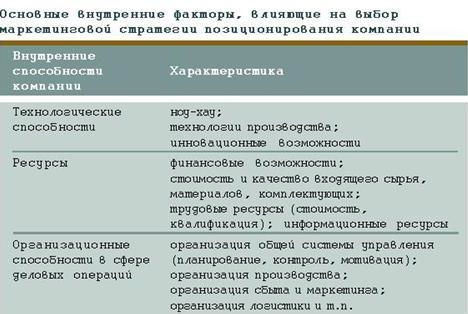 Основные внутренние факторы, влияющие на выбор
маркетинговой стратегии позиционирования компании
Внутренние
способности
компании
Характеристика
Технологические
способности
ноу-хау;
технологии производства;
инновационные возможности
Ресурсы
финансовые возможности;
стоимость и качество входящего сырья,
материалов, комплектующих;
трудовые ресурсы (стоимость,
квалификация); информационные ресурсы
Организационные
способности в сфере
деловых операций
организация общей системы управления
(планирование, контроль, мотивация);
организация производства;
организация сбыта и маркетинга;
организация логистики и т.п.